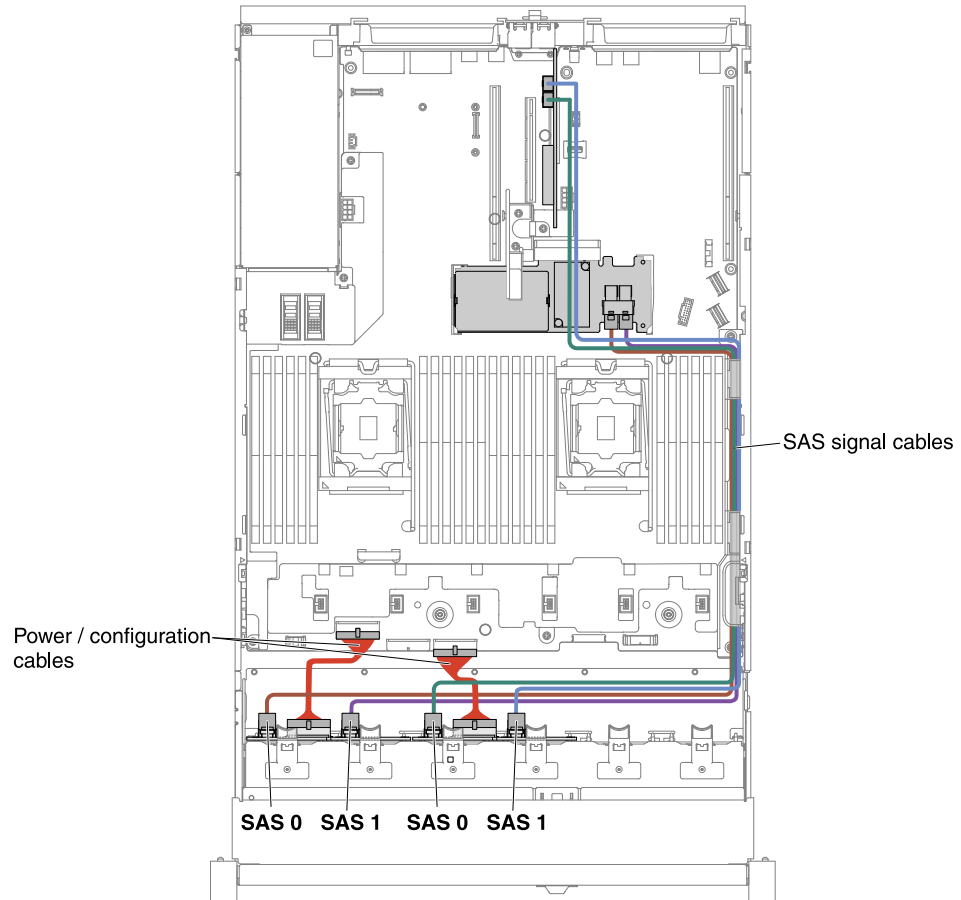 SAS signal cables
Power / configuration
cables
SAS 0 SAS 1 SAS 0 SAS 1